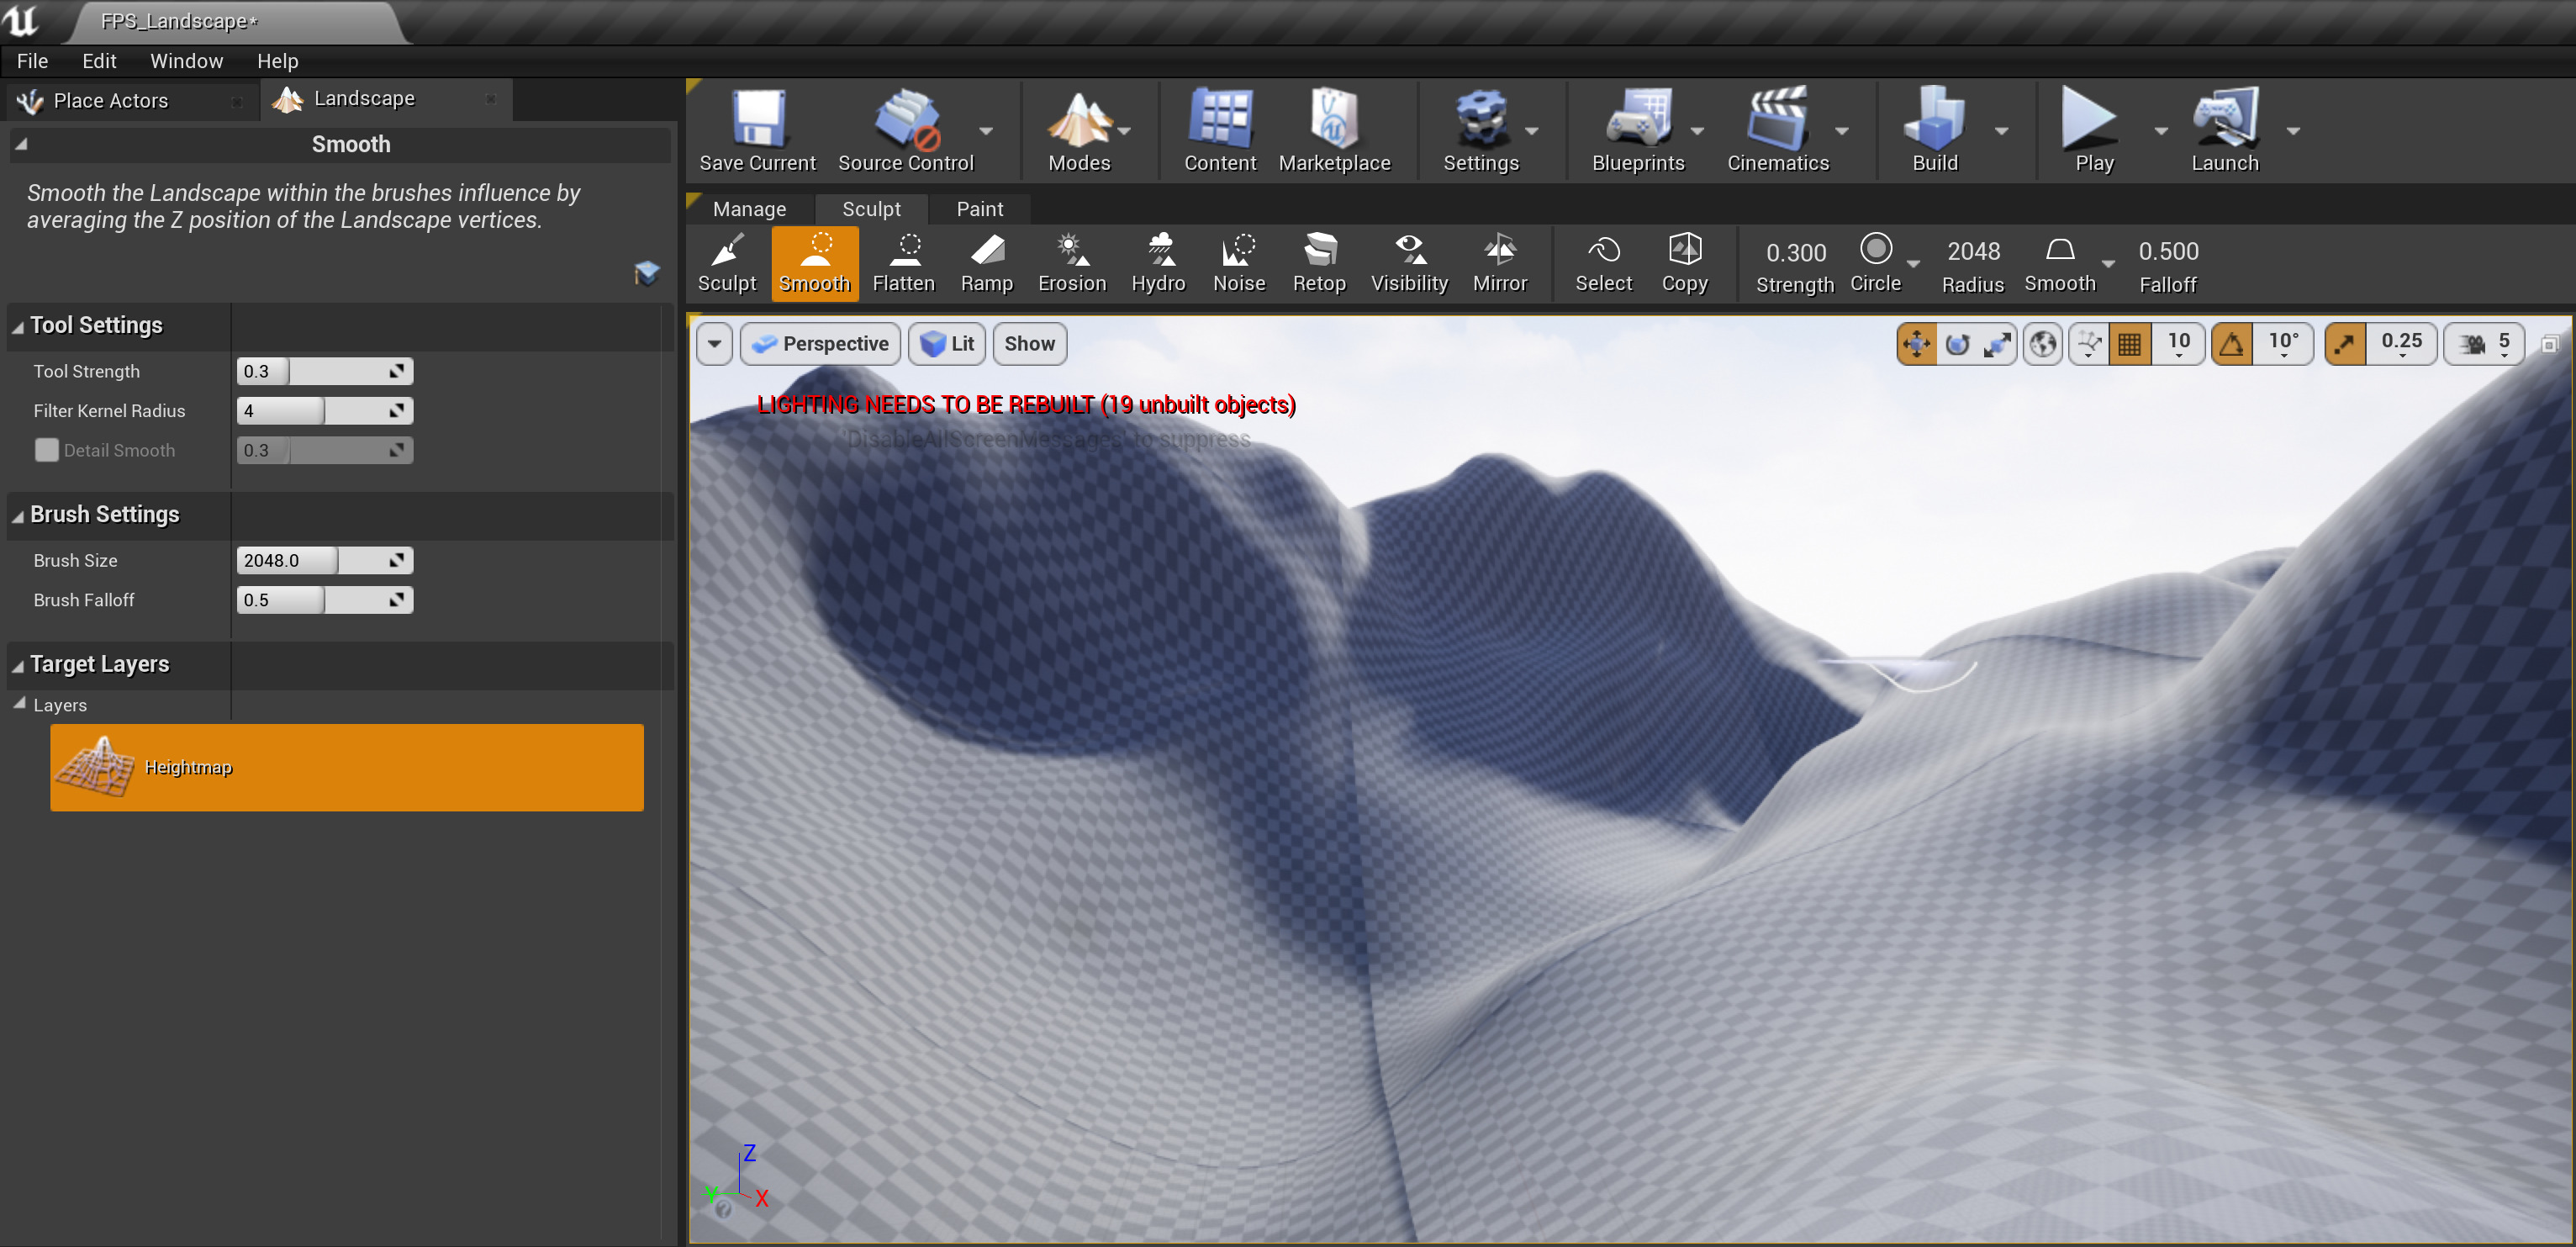 FPS_Landscape*
File Edit Window Help
Place Actors Landscape
Smooth
Smooth the Landscape within the brushes influence by
averaging the Z position of the Landscape vertices.
Tool Settings
Tool Strength 0.3
Filter Kernel Radius 4
Detail Smooth 0.3
Brush Settings
Brush Size 2048.0
Brush Falloff 0.5
Target Layers
Layers
Heightmap
Save Current Source Control Modes Content Marketplace Settings Blueprints Cinematics Build Play Launch
Manage Sculpt Paint
Sculpt Smooth Flatten Ramp Erosion Hydro Noise Retop Visibility Mirror Select Copy
0.300 2048 0.500
Strength Circle Radius Smooth Falloff
Perspective Lit Show 10 10° 0.25 5
LIGHTING NEEDS TO BE REBUILT (19 unbuilt objects)
'DisableAllScreenMessages' to suppress
Z
Y X
?